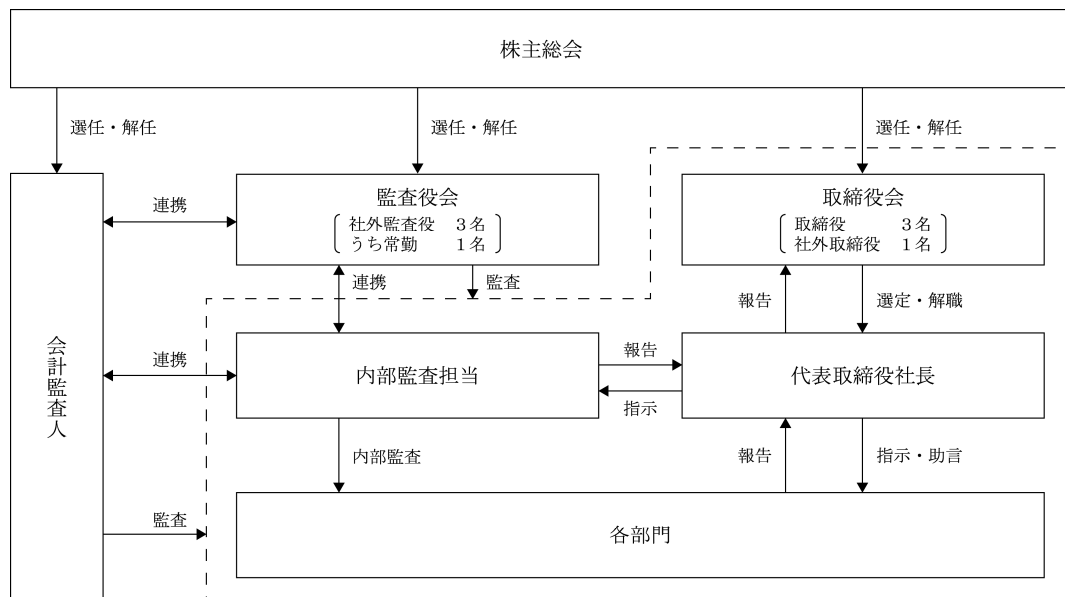 株主総会
選任・解任
選任・解任
選任・解任
監査役会
社外監査役 3名
うち常勤 1名
取締役会
取締役 3名
社外取締役 1名
連携
連携
監査
報告
選定・解職
会計監査人
連携
内部監査担当
報告
指示
代表取締役社長
内部監査
報告
指示・助言
監査
各部門